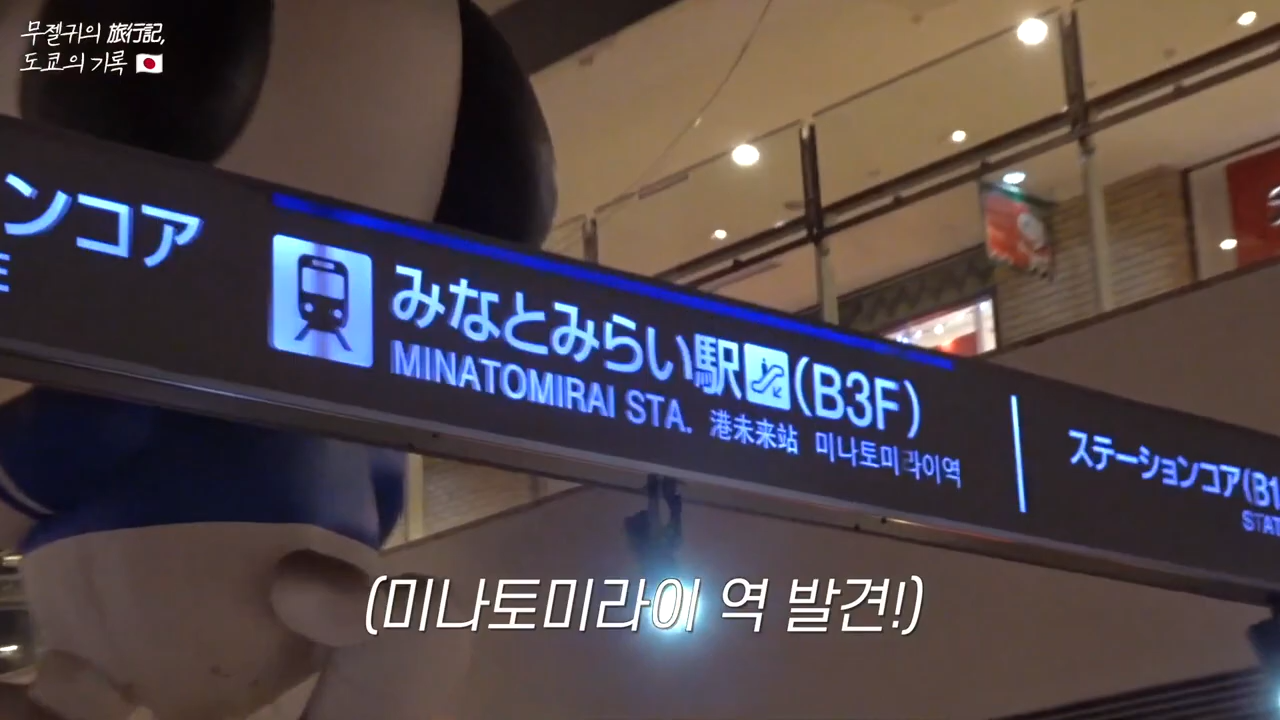 무젤귀의 旅行記,
도쿄의 기록 🇯🇵
ンコア
E
みなとみらい駅 (B3F)
MINATOMIRAI STA. 港未来站 미나토미라이역
ステーションコア(B1
STAT
(미나토미라이 역 발견!)